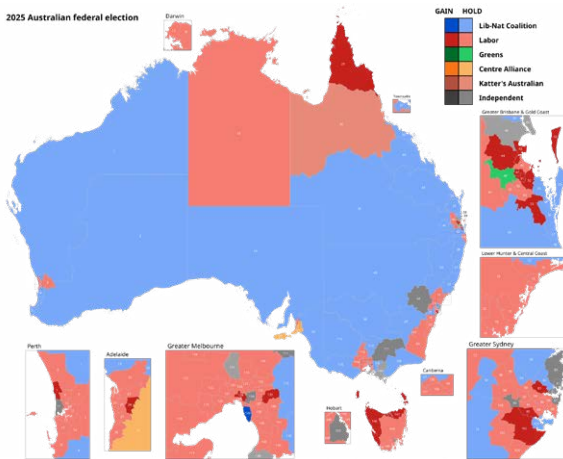 2025 Australian federal election
Darwin
GAIN HOLD
Lib-Nat Coalition
Labor
Greens
Centre Alliance
Katter's Australian
Independent
Townsville
Greater Brisbane & Gold Coast
Lower Hunter & Central Coast
Perth
Adelaide
Greater Melbourne
Canberra
Hobart
Greater Sydney